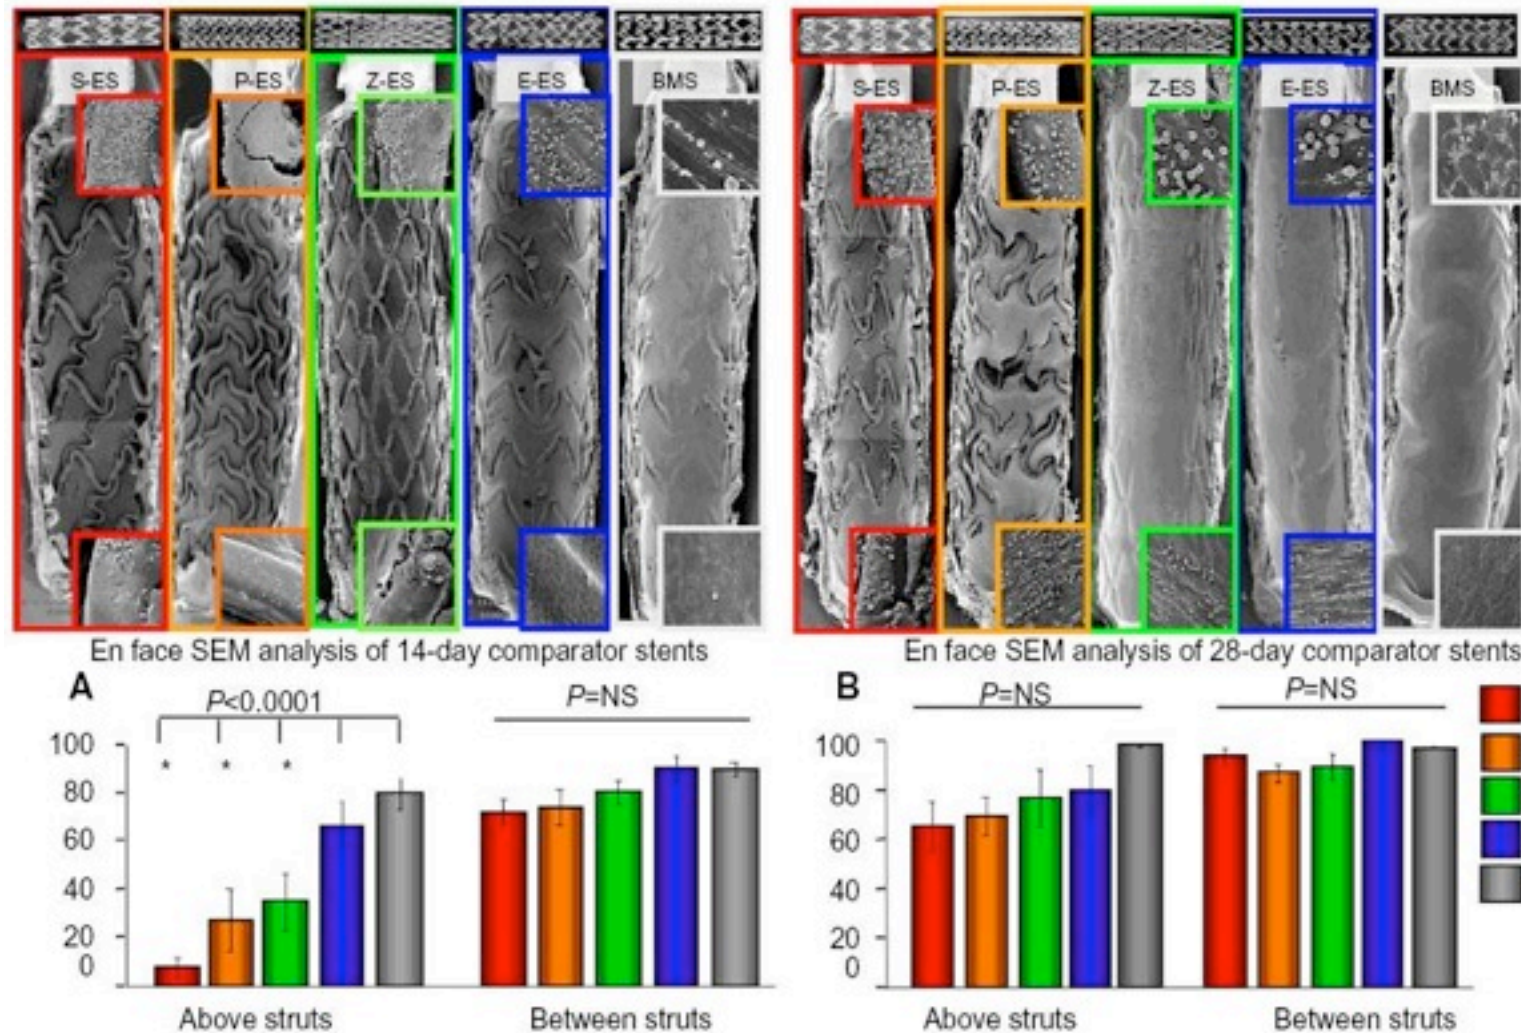 S-ES P-ES Z-ES E-ES BMS
S-ES P-ES Z-ES E-ES BMS
En face SEM analysis of 14-day comparator stents
En face SEM analysis of 28-day comparator stents
A
P<0.0001
P=NS
* * *
100
80
60
40
20
0
Above struts Between struts
B
P=NS
P=NS
100
80
60
40
20
0
Above struts Between struts